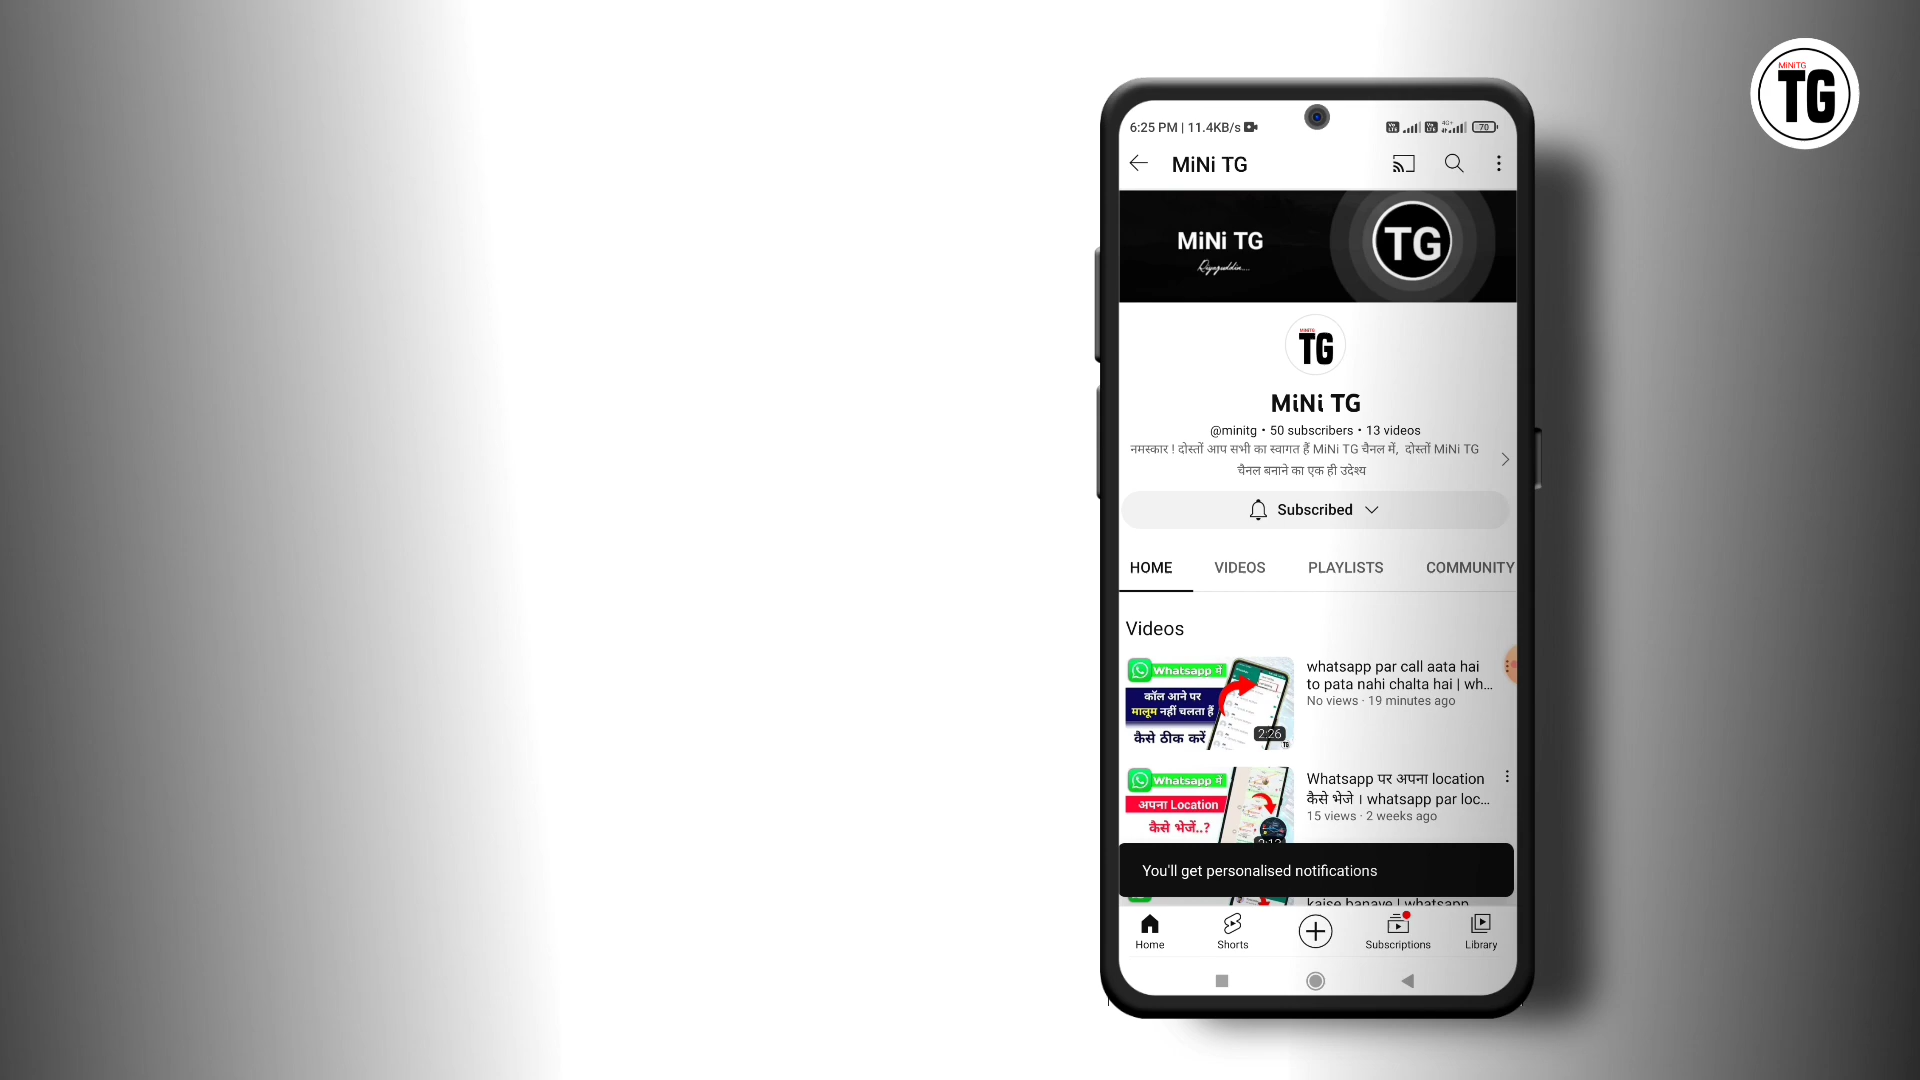 MiNiTG
TG
6:25 PM | 11.4KB/s
4G+
70
MiNi TG
MiNi TG
TG
MiNiTG
TG
MiNi TG
@minitg • 50 subscribers • 13 videos
नमस्कार ! दोस्तों आप सभी का स्वागत हैं MiNi TG चैनल में, दोस्तों MiNi TG
चैनल बनाने का एक ही उदेश्य
Subscribed
HOME VIDEOS PLAYLISTS COMMUNITY
Videos
Whatsapp में
कॉल आने पर
मालूम नहीं चलता हैं
कैसे ठीक करें
2:26
TG
whatsapp par call aata hai
to pata nahi chalta hai | wh...
No views · 19 minutes ago
Whatsapp में
अपना Location
कैसे भेजें..?
Whatsapp पर अपना location
कैसे भेजे । whatsapp par loc...
15 views · 2 weeks ago
You'll get personalised notifications
kaise banaye | whatsapp
Home Shorts Subscriptions Library